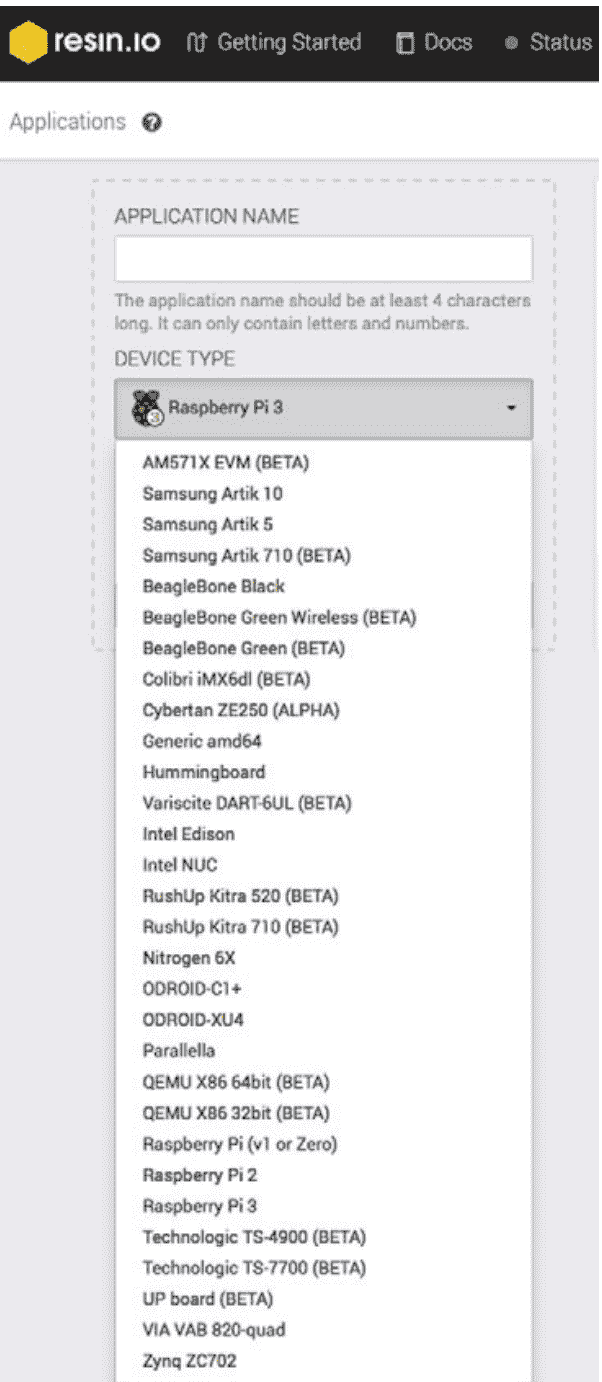 resin.io Getting Started Docs Status
Applications
APPLICATION NAME
The application name should be at least 4 characters
long. It can only contain letters and numbers.
DEVICE TYPE
Raspberry Pi 3
AM571X EVM (BETA)
Samsung Artik 10
Samsung Artik 5
Samsung Artik 710 (BETA)
BeagleBone Black
BeagleBone Green Wireless (BETA)
BeagleBone Green (BETA)
Colibri iMX6dl (BETA)
Cybertan ZE250 (ALPHA)
Generic amd64
Hummingboard
Variscite DART-6UL (BETA)
Intel Edison
Intel NUC
RushUp Kitra 520 (BETA)
RushUp Kitra 710 (BETA)
Nitrogen 6X
ODROID-C1+
ODROID-XU4
Parallella
QEMU X86 64bit (BETA)
QEMU X86 32bit (BETA)
Raspberry Pi (v1 or Zero)
Raspberry Pi 2
Raspberry Pi 3
Technologic TS-4900 (BETA)
Technologic TS-7700 (BETA)
UP board (BETA)
VIA VAB 820-quad
Zynq ZC702